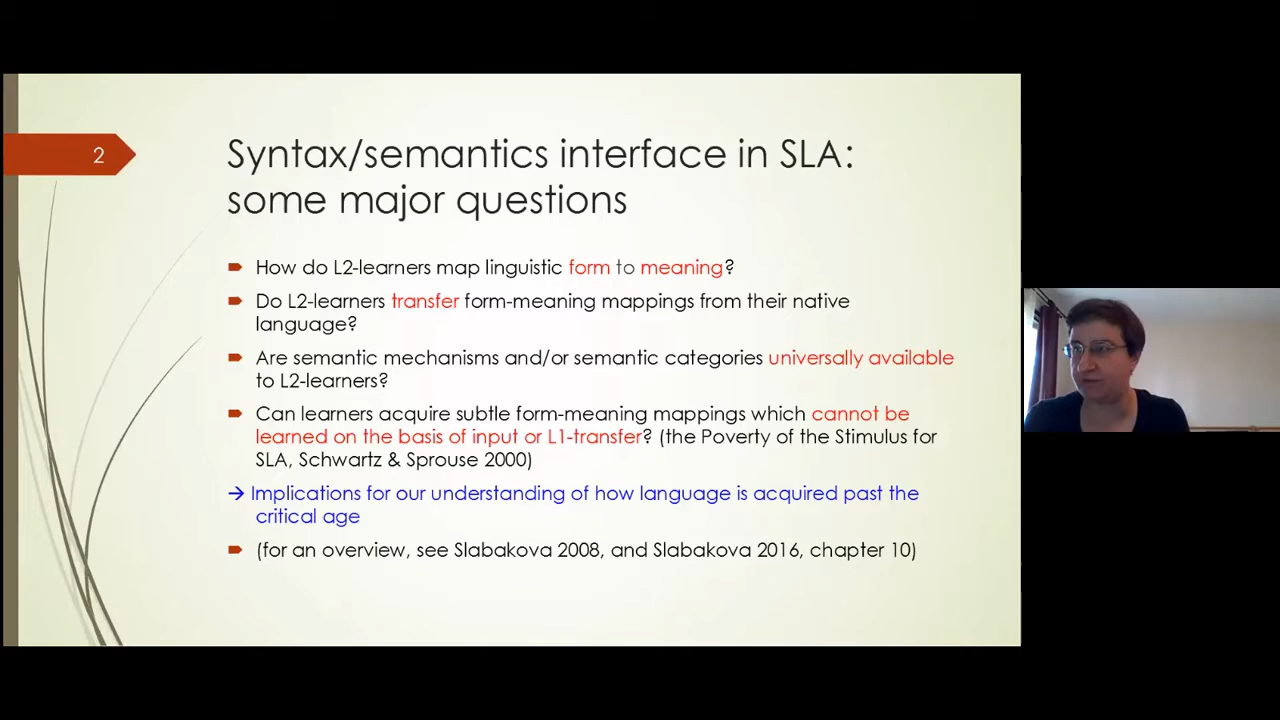 2
Syntax/semantics interface in SLA:
some major questions
How do L2-learners map linguistic form to meaning?
Do L2-learners transfer form-meaning mappings from their native
language?
Are semantic mechanisms and/or semantic categories universally available
to L2-learners?
Can learners acquire subtle form-meaning mappings which cannot be
learned on the basis of input or L1-transfer? (the Poverty of the Stimulus for
SLA, Schwartz & Sprouse 2000)
→ Implications for our understanding of how language is acquired past the
critical age
(for an overview, see Slabakova 2008, and Slabakova 2016, chapter 10)